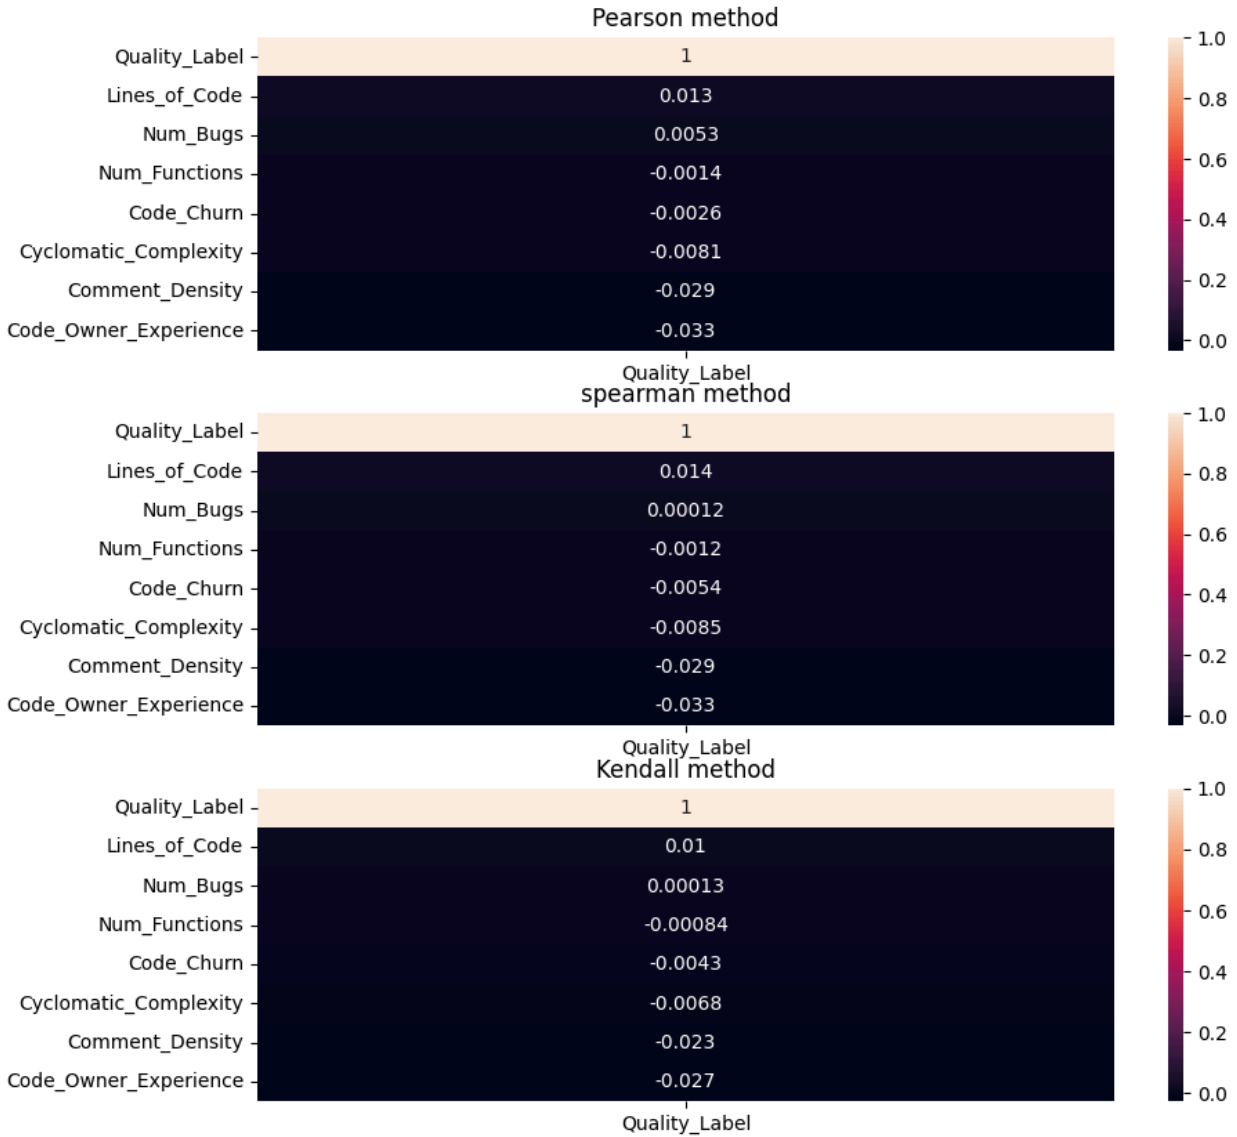 Pearson method
Quality_Label 1
Lines_of_Code 0.013
Num_Bugs 0.0053
Num_Functions -0.0014
Code_Churn -0.0026
Cyclomatic_Complexity -0.0081
Comment_Density -0.029
Code_Owner_Experience -0.033
Quality_Label
1.0
0.8
0.6
0.4
0.2
0.0
spearman method
Quality_Label 1
Lines_of_Code 0.014
Num_Bugs 0.00012
Num_Functions -0.0012
Code_Churn -0.0054
Cyclomatic_Complexity -0.0085
Comment_Density -0.029
Code_Owner_Experience -0.033
Quality_Label
1.0
0.8
0.6
0.4
0.2
0.0
Kendall method
Quality_Label 1
Lines_of_Code 0.01
Num_Bugs 0.00013
Num_Functions -0.00084
Code_Churn -0.0043
Cyclomatic_Complexity -0.0068
Comment_Density -0.023
Code_Owner_Experience -0.027
Quality_Label
1.0
0.8
0.6
0.4
0.2
0.0